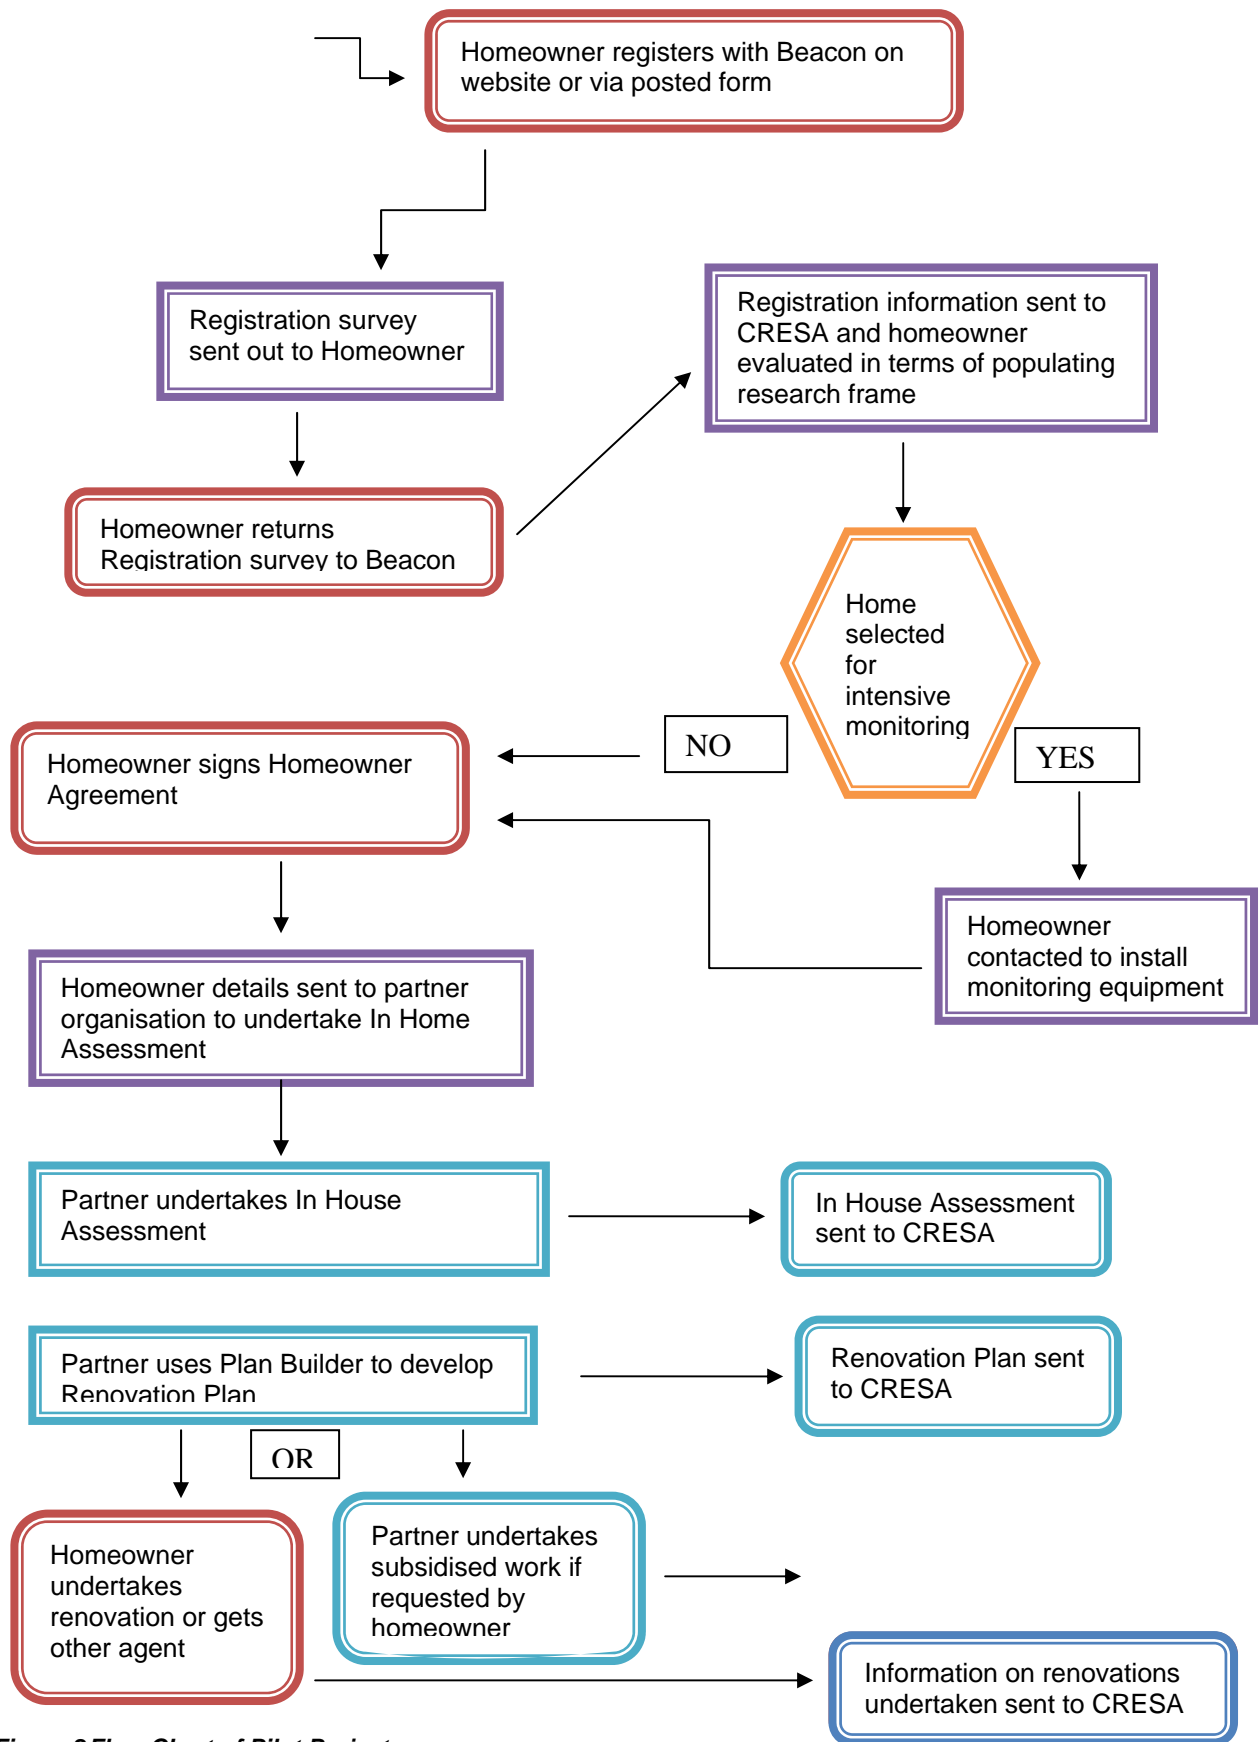 Homeowner registers with Beacon on
website or via posted form
Registration survey
sent out to Homeowner
Registration information sent to
CRESA and homeowner
evaluated in terms of populating
research frame
Homeowner returns
Registration survey to Beacon
Home
selected
for
intensive
monitoring
NO
YES
Homeowner signs Homeowner
Agreement
Homeowner
contacted to install
monitoring equipment
Homeowner details sent to partner
organisation to undertake In Home
Assessment
Partner undertakes In House
Assessment
In House Assessment
sent to CRESA
Partner uses Plan Builder to develop
Renovation Plan
Renovation Plan sent
to CRESA
OR
Homeowner
undertakes
renovation or gets
other agent
Partner undertakes
subsidised work if
requested by
homeowner
Information on renovations
undertaken sent to CRESA
Flow Chart of Pilot Project